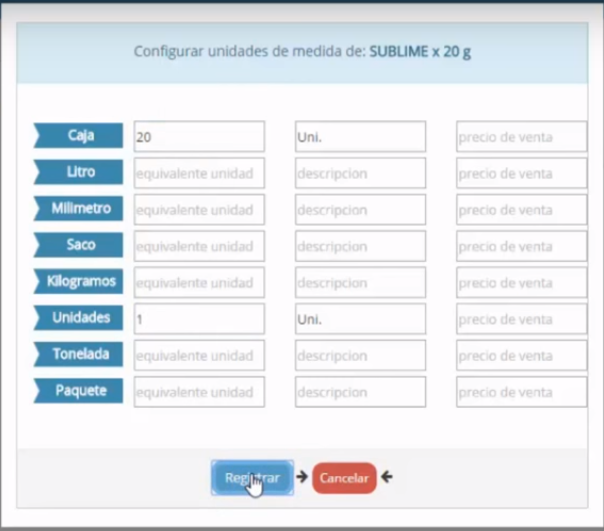 Configurar unidades de medida de: SUBLIME x 20 g
Caja 20 Uni. precio de venta
Litro equivalente unidad descripcion precio de venta
Milimetro equivalente unidad descripcion precio de venta
Saco equivalente unidad descripcion precio de venta
Kilogramos equivalente unidad descripcion precio de venta
Unidades 1 Uni. precio de venta
Tonelada equivalente unidad descripcion precio de venta
Paquete equivalente unidad descripcion precio de venta
Registrar Cancelar